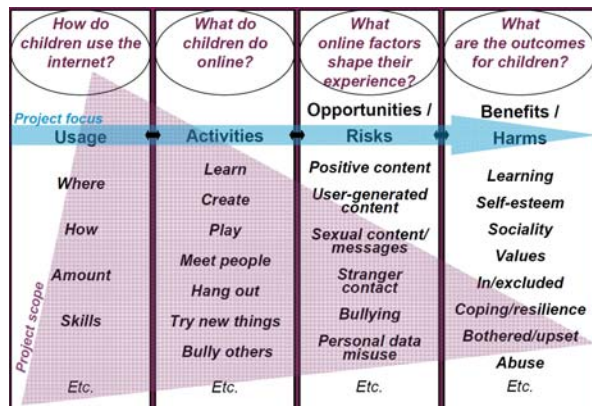 How do
children use the
internet?
What do
children do
online?
What
online factors
shape their
experience?
What
are the outcomes
for children?
Project focus
Usage
Activities
Opportunities /
Risks
Benefits /
Harms
Where
How
Amount
Skills
Etc.
Learn
Create
Play
Meet people
Hang out
Try new things
Bully others
Etc.
Positive content
User-generated
content
Sexual content/
messages
Stranger
contact
Bullying
Personal data
misuse
Etc.
Learning
Self-esteem
Sociality
Values
In/excluded
Coping/resilience
Bothered/upset
Abuse
Etc.
Project scope